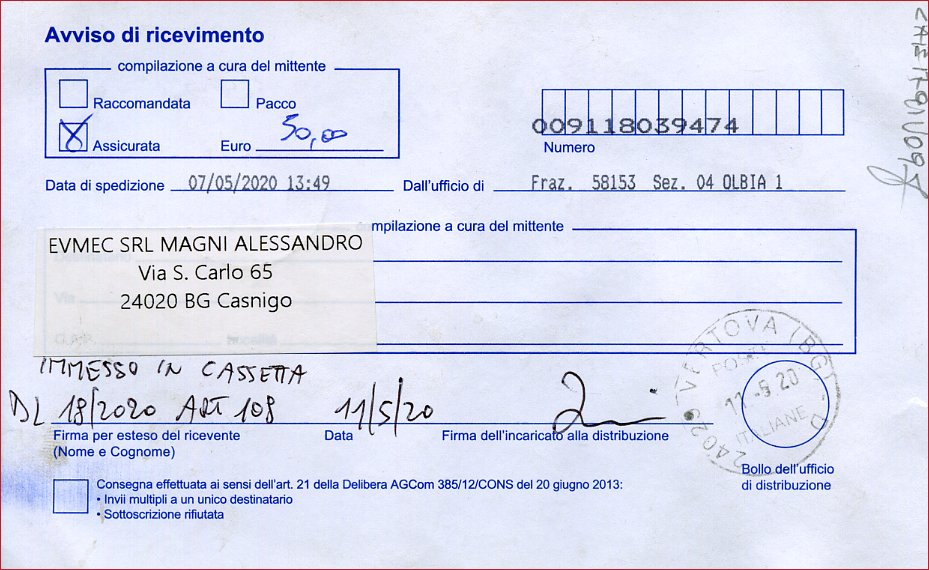 Avviso di ricevimento
compilazione a cura del mittente
Raccomandata
Pacco
Assicurata
Euro 50,00
009118039474
Numero
Data di spedizione 07/05/2020 13:49
Dall'ufficio di Fraz. 58153 Sez. 04 OLBIA 1
mpilazione a cura del mittente
EVMEC SRL MAGNI ALESSANDRO
Via S. Carlo 65
24020 BG Casnigo
IMMESSO IN CASSETTA
DL 18/2020 ART 108 11/5/20
Firma per esteso del ricevente
(Nome e Cognome)
Data
Firma dell'incaricato alla distribuzione
VERTOVA (BG)
POSTE
ITALIANE
Bollo dell'ufficio
di distribuzione
Consegna effettuata ai sensi dell'art. 21 della Delibera AGCom 385/12/CONS del 20 giugno 2013:
• Invii multipli a un unico destinatario
• Sottoscrizione rifiutata